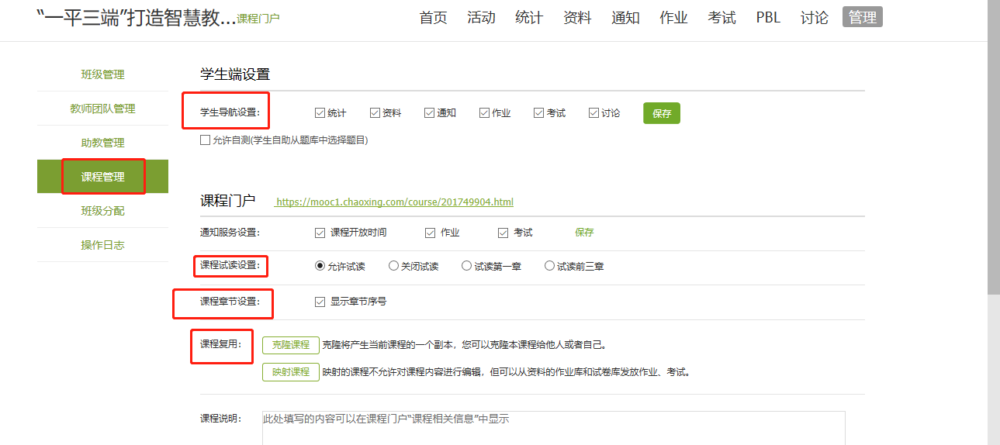 “一平三端”打造智慧教...课程门户 首页 活动 统计 资料 通知 作业 考试 PBL 讨论 管理
班级管理
教师团队管理
助教管理
课程管理
班级分配
操作日志
学生端设置
学生导航设置： 统计 资料 通知 作业 考试 讨论 保存
允许自测(学生自助从题库中选择题目)
课程门户 https://mooc1.chaoxing.com/course/201749904.html
通知服务设置： 课程开放时间 作业 考试 保存
课程试读设置： 允许试读 关闭试读 试读第一章 试读前三章
课程章节设置： 显示章节序号
课程复用： 克隆课程 克隆将产生当前课程的一个副本，您可以克隆本课程给他人或者自己。
映射课程 映射的课程不允许对课程内容进行编辑，但可以从资料的作业库和试卷库发放作业、考试。
课程说明： 此处填写的内容可以在课程门户“课程相关信息”中显示